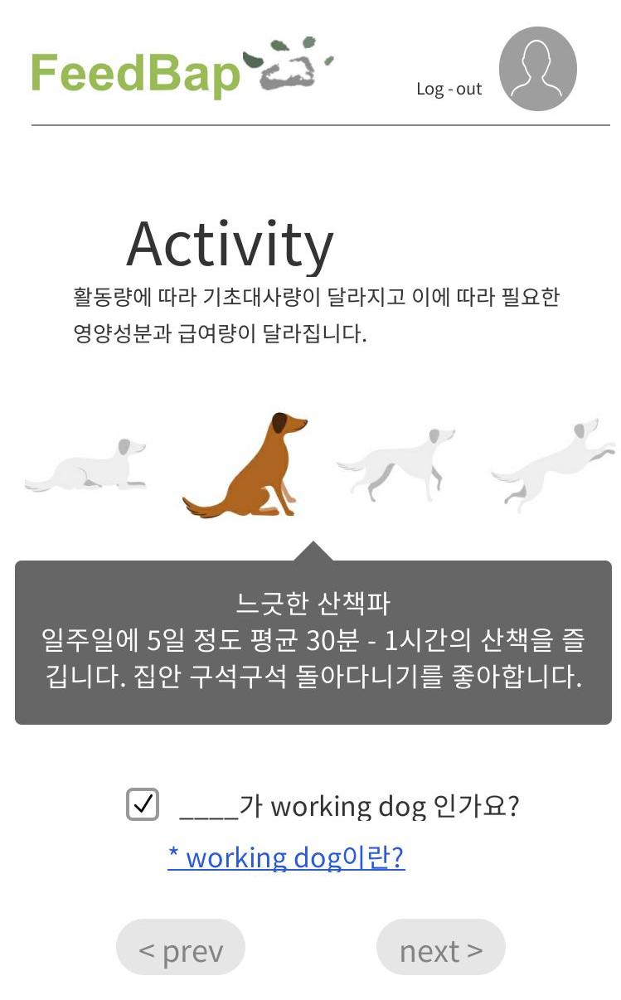 FeedBap
Log - out
Activity
활동량에 따라 기초대사량이 달라지고 이에 따라 필요한
영양성분과 급여량이 달라집니다.
느긋한 산책파
일주일에 5일 정도 평균 30분 - 1시간의 산책을 즐
깁니다. 집안 구석구석 돌아다니기를 좋아합니다.
____가 working dog 인가요?
* working dog이란?
< prev
next >